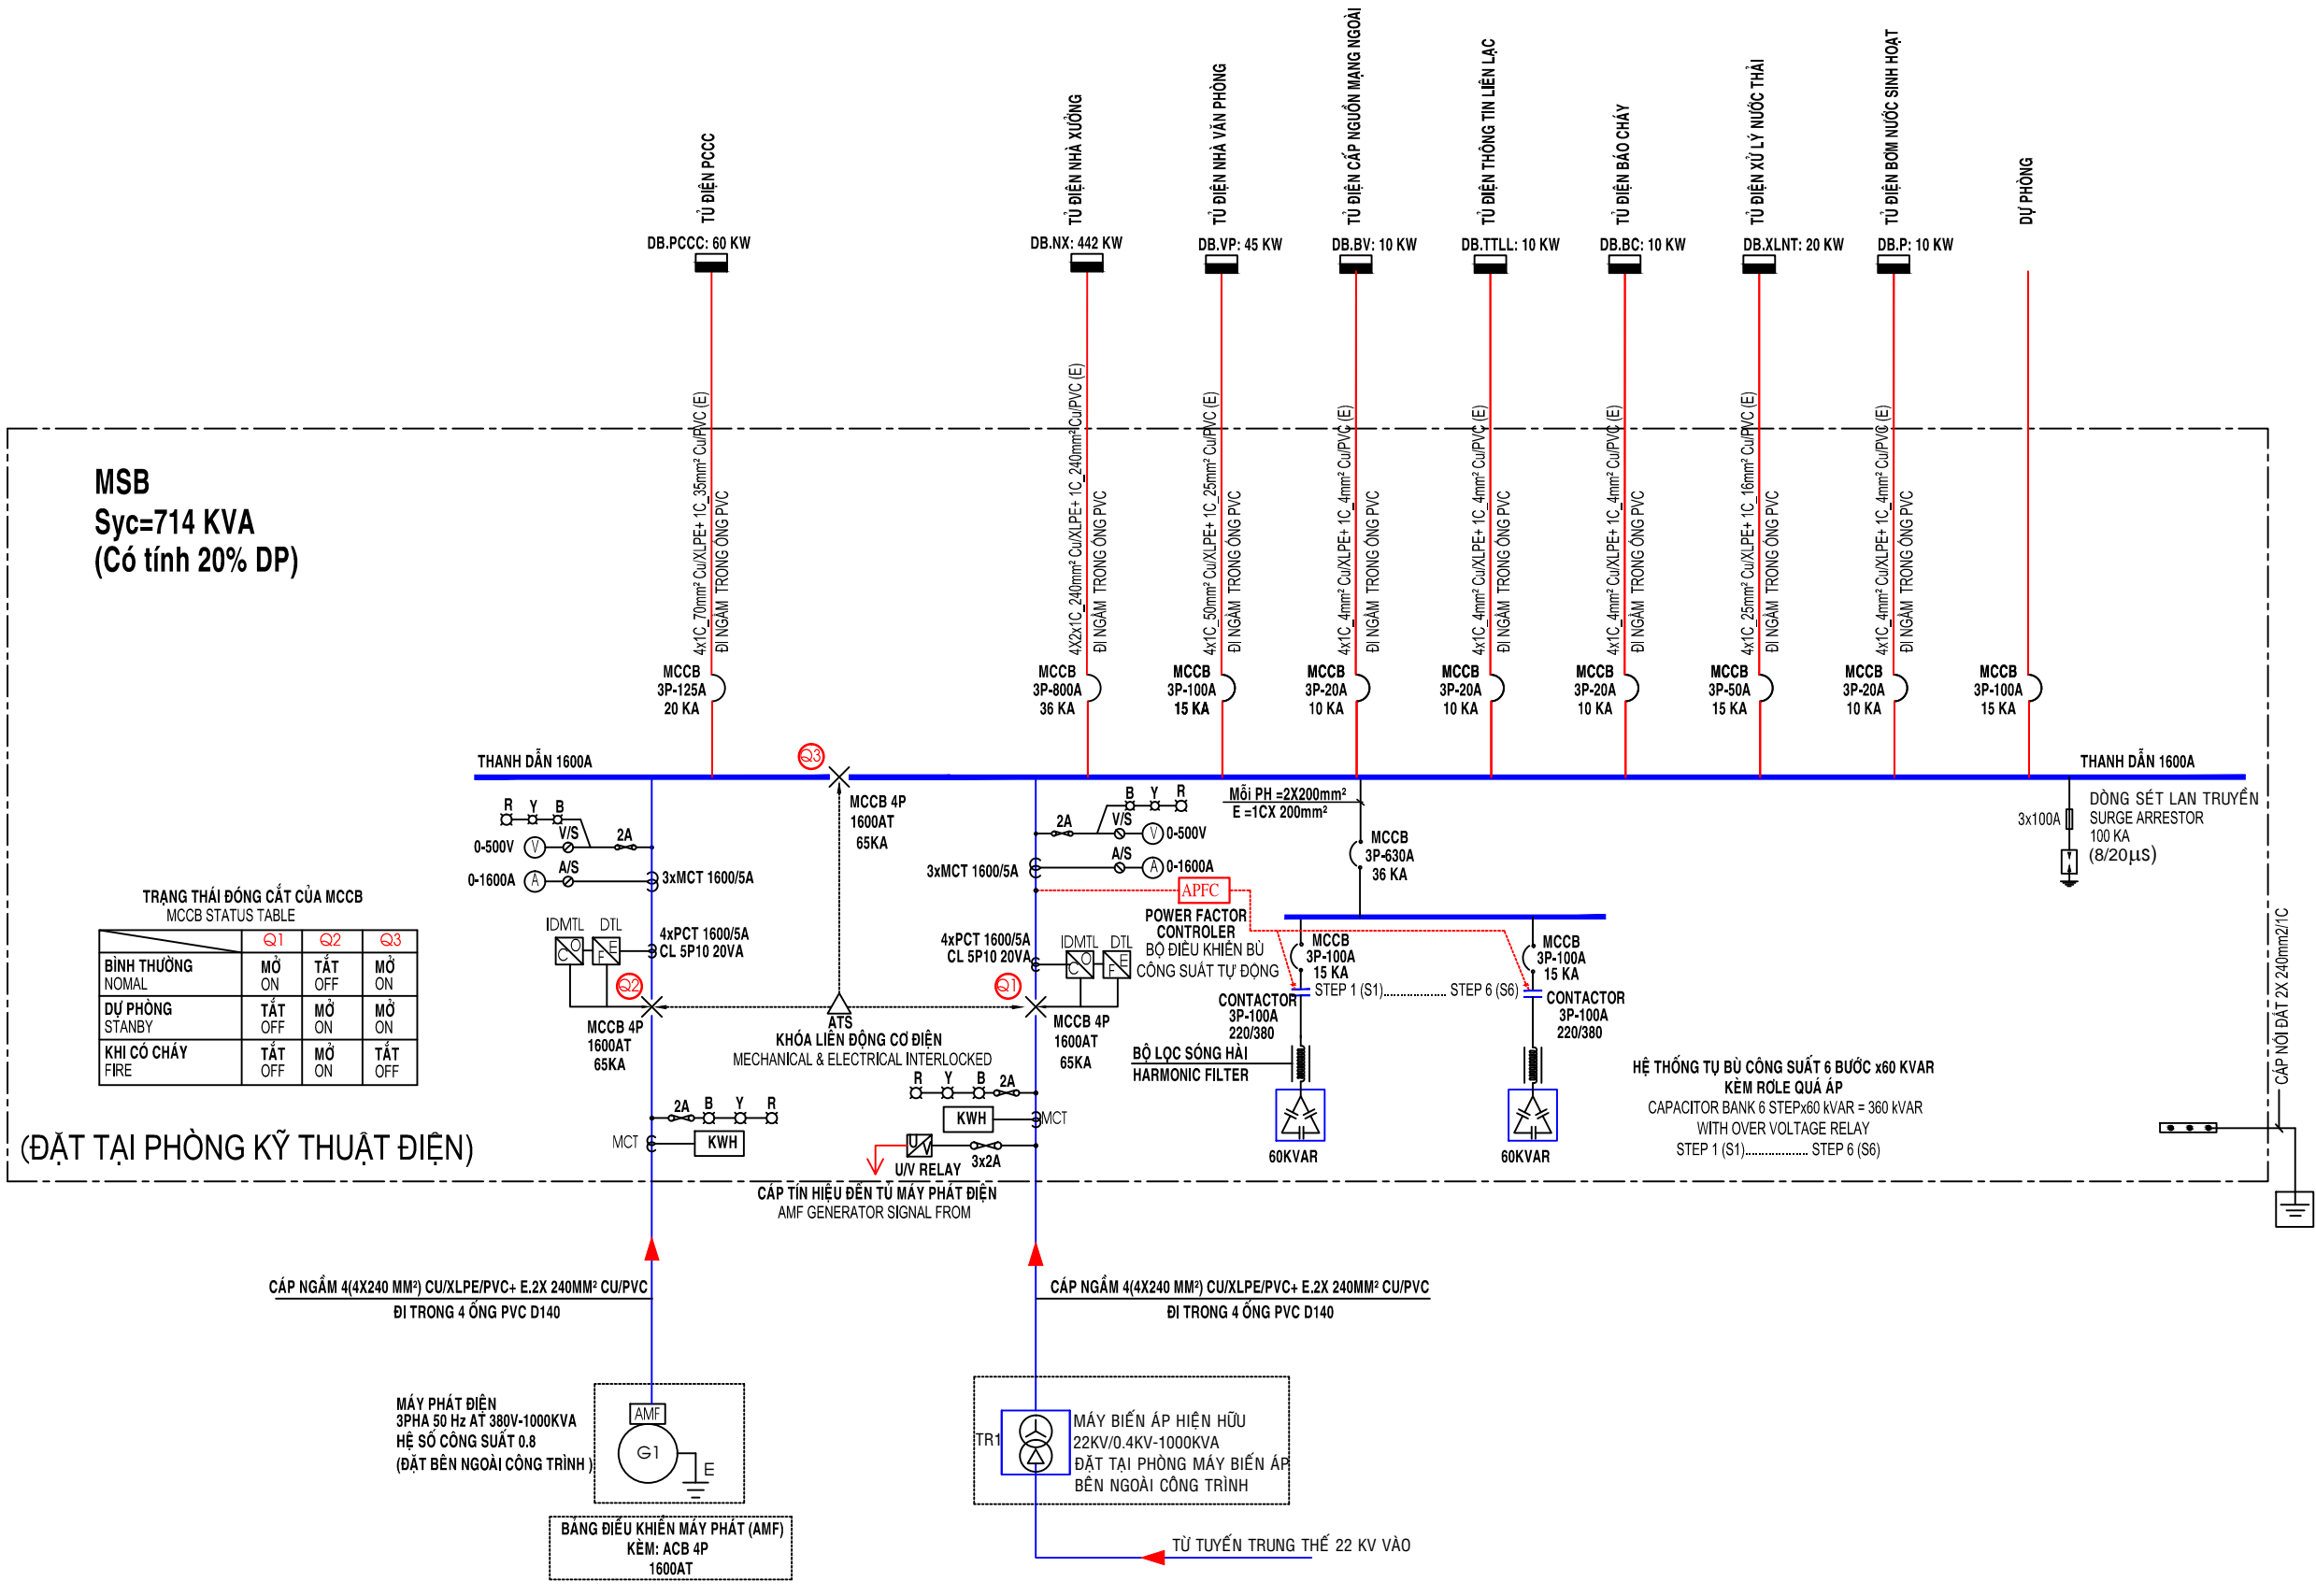 TỦ ĐIỆN PCCC
TỦ ĐIỆN NHÀ XƯỞNG
TỦ ĐIỆN NHÀ VĂN PHÒNG
TỦ ĐIỆN CẤP NGUỒN MẠNG NGOÀI
TỦ ĐIỆN THÔNG TIN LIÊN LẠC
TỦ ĐIỆN BÁO CHÁY
TỦ ĐIỆN XỬ LÝ NƯỚC THẢI
TỦ ĐIỆN BƠM NƯỚC SINH HOẠT
DỰ PHÒNG
DB.PCCC: 60 KW
DB.NX: 442 KW
DB.VP: 45 KW
DB.BV: 10 KW
DB.TTLL: 10 KW
DB.BC: 10 KW
DB.XLNT: 20 KW
DB.P: 10 KW
4x1C_70mm² Cu/XLPE+ 1C_35mm² Cu/PVC (E)
ĐI NGẦM TRONG ỐNG PVC
4X2x1C_240mm² Cu/XLPE+ 1C_240mm² Cu/PVC (E)
ĐI NGẦM TRONG ỐNG PVC
4x1C_50mm² Cu/XLPE+ 1C_25mm² Cu/PVC (E)
ĐI NGẦM TRONG ỐNG PVC
4x1C_4mm² Cu/XLPE+ 1C_4mm² Cu/PVC (E)
ĐI NGẦM TRONG ỐNG PVC
4x1C_4mm² Cu/XLPE+ 1C_4mm² Cu/PVC (E)
ĐI NGẦM TRONG ỐNG PVC
4x1C_4mm² Cu/XLPE+ 1C_4mm² Cu/PVC (E)
ĐI NGẦM TRONG ỐNG PVC
4x1C_25mm² Cu/XLPE+ 1C_16mm² Cu/PVC (E)
ĐI NGẦM TRONG ỐNG PVC
4x1C_4mm² Cu/XLPE+ 1C_4mm² Cu/PVC (E)
ĐI NGẦM TRONG ỐNG PVC
MSB
Syc=714 KVA
(Có tính 20% DP)
MCCB
3P-125A
20 KA
MCCB
3P-800A
36 KA
MCCB
3P-100A
15 KA
MCCB
3P-20A
10 KA
MCCB
3P-20A
10 KA
MCCB
3P-20A
10 KA
MCCB
3P-50A
15 KA
MCCB
3P-20A
10 KA
MCCB
3P-100A
15 KA
THANH DẪN 1600A
Q3
THANH DẪN 1600A
MCCB 4P
1600AT
65KA
R Y B
V/S
2A
0-500V
V
A/S
0-1600A
A
3xMCT 1600/5A
IDMTL DTL
O
C
E
F
4xPCT 1600/5A
CL 5P10 20VA
Q2
MCCB 4P
1600AT
65KA
B Y R
2A
V/S
V
0-500V
A/S
A
0-1600A
3xMCT 1600/5A
4xPCT 1600/5A
CL 5P10 20VA
IDMTL DTL
O
C
E
F
Q1
MCCB 4P
1600AT
65KA
Mỗi PH =2X200mm²
E =1CX 200mm²
MCCB
3P-630A
36 KA
APFC
POWER FACTOR
CONTROLER
BỘ ĐIỀU KHIỂN BÙ
CÔNG SUẤT TỰ ĐỘNG
MCCB
3P-100A
15 KA
MCCB
3P-100A
15 KA
STEP 1 (S1)................... STEP 6 (S6)
CONTACTOR
3P-100A
220/380
CONTACTOR
3P-100A
220/380
BỘ LỌC SÓNG HÀI
HARMONIC FILTER
60KVAR
60KVAR
3x100A
DÒNG SÉT LAN TRUYỀN
SURGE ARRESTOR
100 KA
(8/20µS)
HỆ THỐNG TỤ BÙ CÔNG SUẤT 6 BƯỚC x60 KVAR
KÈM RƠLE QUÁ ÁP
CAPACITOR BANK 6 STEPx60 kVAR = 360 kVAR
WITH OVER VOLTAGE RELAY
STEP 1 (S1)................... STEP 6 (S6)
CÁP NỐI ĐẤT 2X 240mm2/1C
TRẠNG THÁI ĐÓNG CẮT CỦA MCCB
MCCB STATUS TABLE
Q1 Q2 Q3
BÌNH THƯỜNG MỞ TẮT MỞ
NOMAL ON OFF ON
DỰ PHÒNG TẮT MỞ MỞ
STANBY OFF ON ON
KHI CÓ CHÁY TẮT MỞ TẮT
FIRE OFF ON OFF
ATS
KHÓA LIÊN ĐỘNG CƠ ĐIỆN
MECHANICAL & ELECTRICAL INTERLOCKED
R Y B 2A
KWH
MCT
U
V
U/V RELAY
3x2A
2A B Y R
MCT
KWH
(ĐẶT TẠI PHÒNG KỸ THUẬT ĐIỆN)
CÁP TÍN HIỆU ĐẾN TỦ MÁY PHÁT ĐIỆN
AMF GENERATOR SIGNAL FROM
CÁP NGẦM 4(4X240 MM²) CU/XLPE/PVC+ E.2X 240MM² CU/PVC
ĐI TRONG 4 ỐNG PVC D140
CÁP NGẦM 4(4X240 MM²) CU/XLPE/PVC+ E.2X 240MM² CU/PVC
ĐI TRONG 4 ỐNG PVC D140
MÁY PHÁT ĐIỆN
3PHA 50 Hz AT 380V-1000KVA
HỆ SỐ CÔNG SUẤT 0.8
(ĐẶT BÊN NGOÀI CÔNG TRÌNH )
AMF
G1
E
BẢNG ĐIỀU KHIỂN MÁY PHÁT (AMF)
KÈM: ACB 4P
1600AT
TR1
MÁY BIẾN ÁP HIỆN HỮU
22KV/0.4KV-1000KVA
ĐẶT TẠI PHÒNG MÁY BIẾN ÁP
BÊN NGOÀI CÔNG TRÌNH
TỪ TUYẾN TRUNG THẾ 22 KV VÀO